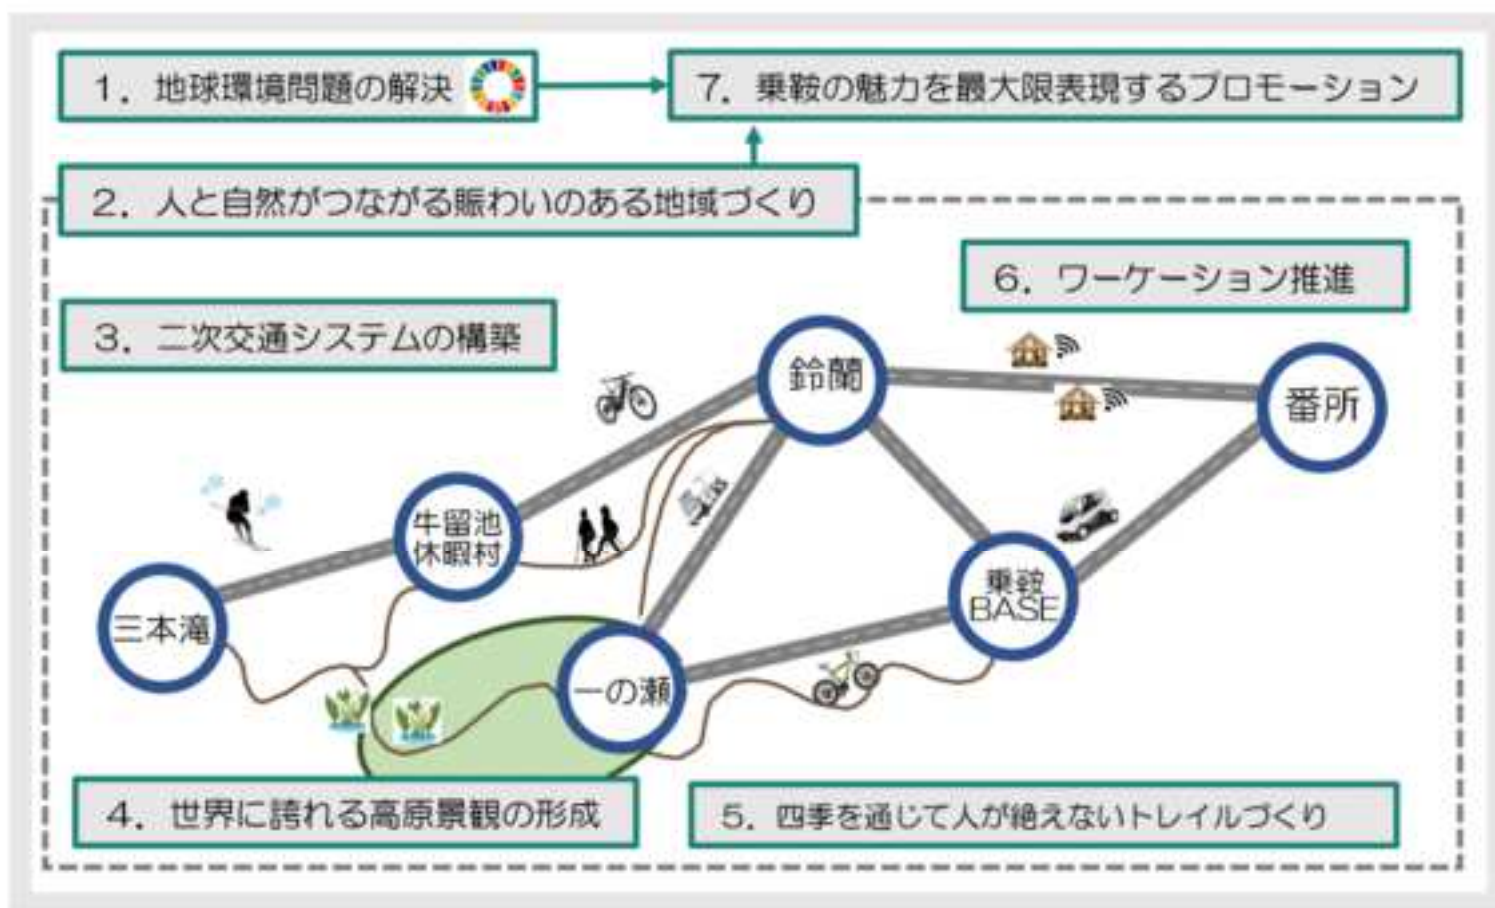 1．地球環境問題の解決
7．乗鞍の魅力を最大限表現するプロモーション
2．人と自然がつながる賑わいのある地域づくり
6．ワーケーション推進
3．二次交通システムの構築
鈴蘭
番所
牛留池
休暇村
乗鞍
BASE
三本滝
一の瀬
4．世界に誇れる高原景観の形成
5．四季を通じて人が絶えないトレイルづくり